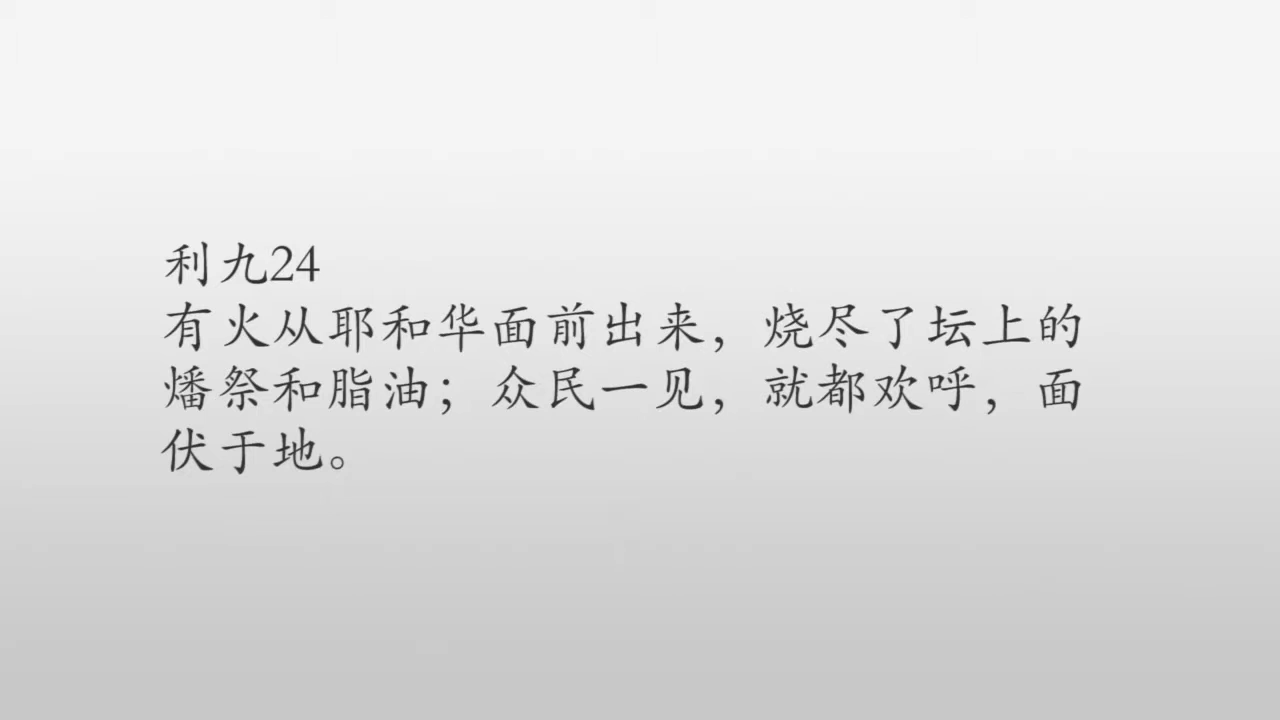 利九24
有火从耶和华面前出来，烧尽了坛上的
燔祭和脂油；众民一见，就都欢呼，面
伏于地。